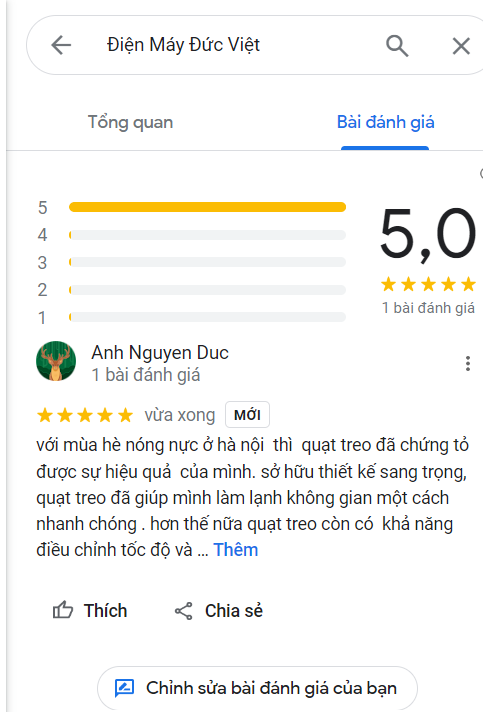 Điện Máy Đức Việt
Tổng quan
Bài đánh giá
5
4
3
2
1
5,0
1 bài đánh giá
Anh Nguyen Duc
1 bài đánh giá
vừa xong MỚI
với mùa hè nóng nực ở hà nội thì quạt treo đã chứng tỏ
được sự hiệu quả của mình. sở hữu thiết kế sang trọng,
quạt treo đã giúp mình làm lạnh không gian một cách
nhanh chóng . hơn thế nữa quạt treo còn có khả năng
điều chỉnh tốc độ và ... Thêm
Thích
Chia sẻ
Chỉnh sửa bài đánh giá của bạn